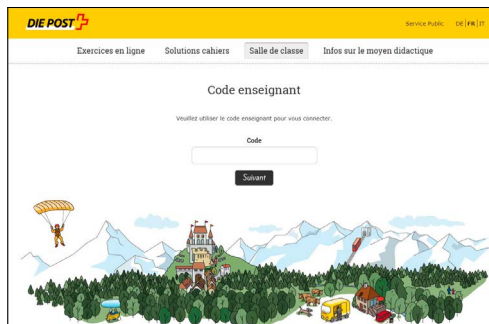 DIE POST
Service Public DE|FR|IT
Exercices en ligne Solutions cahiers Salle de classe Infos sur le moyen didactique
Code enseignant
Veuillez utiliser le code enseignant pour vous connecter.
Code
Suivant